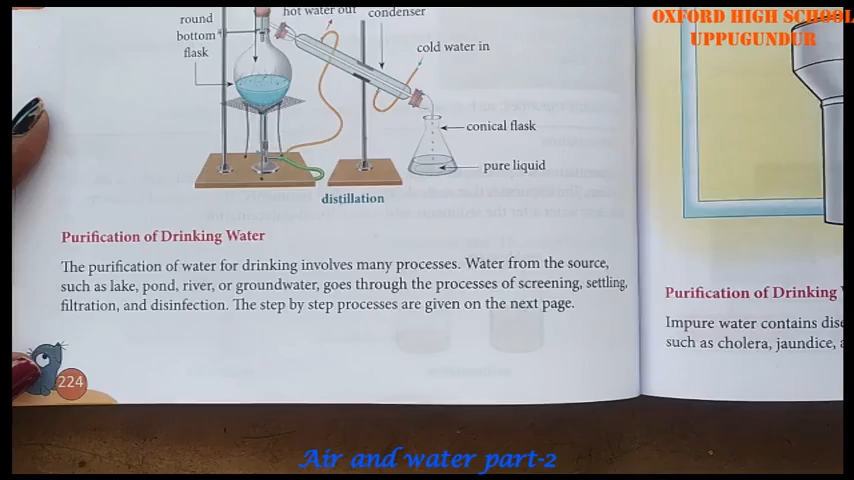 OXFORD HIGH SCHOOL
UPPUGUNDUR
round
bottom
flask
hot water out
condenser
cold water in
conical flask
pure liquid
distillation
Purification of Drinking Water
The purification of water for drinking involves many processes. Water from the source,
such as lake, pond, river, or groundwater, goes through the processes of screening, settling,
filtration, and disinfection. The step by step processes are given on the next page.
224
Purification of Drinking
Impure water contains
such as cholera, jaundice,
Air and water part-2